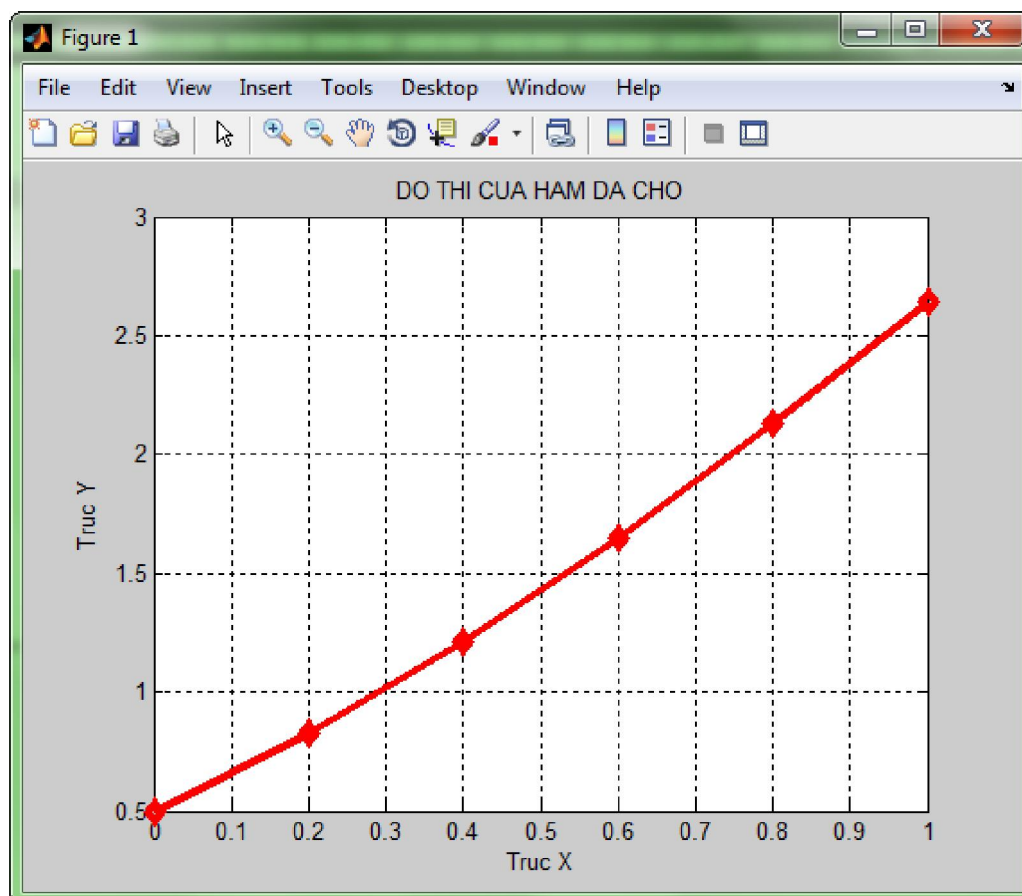 Figure 1
File Edit View Insert Tools Desktop Window Help
DO THI CUA HAM DA CHO
3
2.5
2
1.5
1
0.5
Truc Y
0 0.1 0.2 0.3 0.4 0.5 0.6 0.7 0.8 0.9 1
Truc X